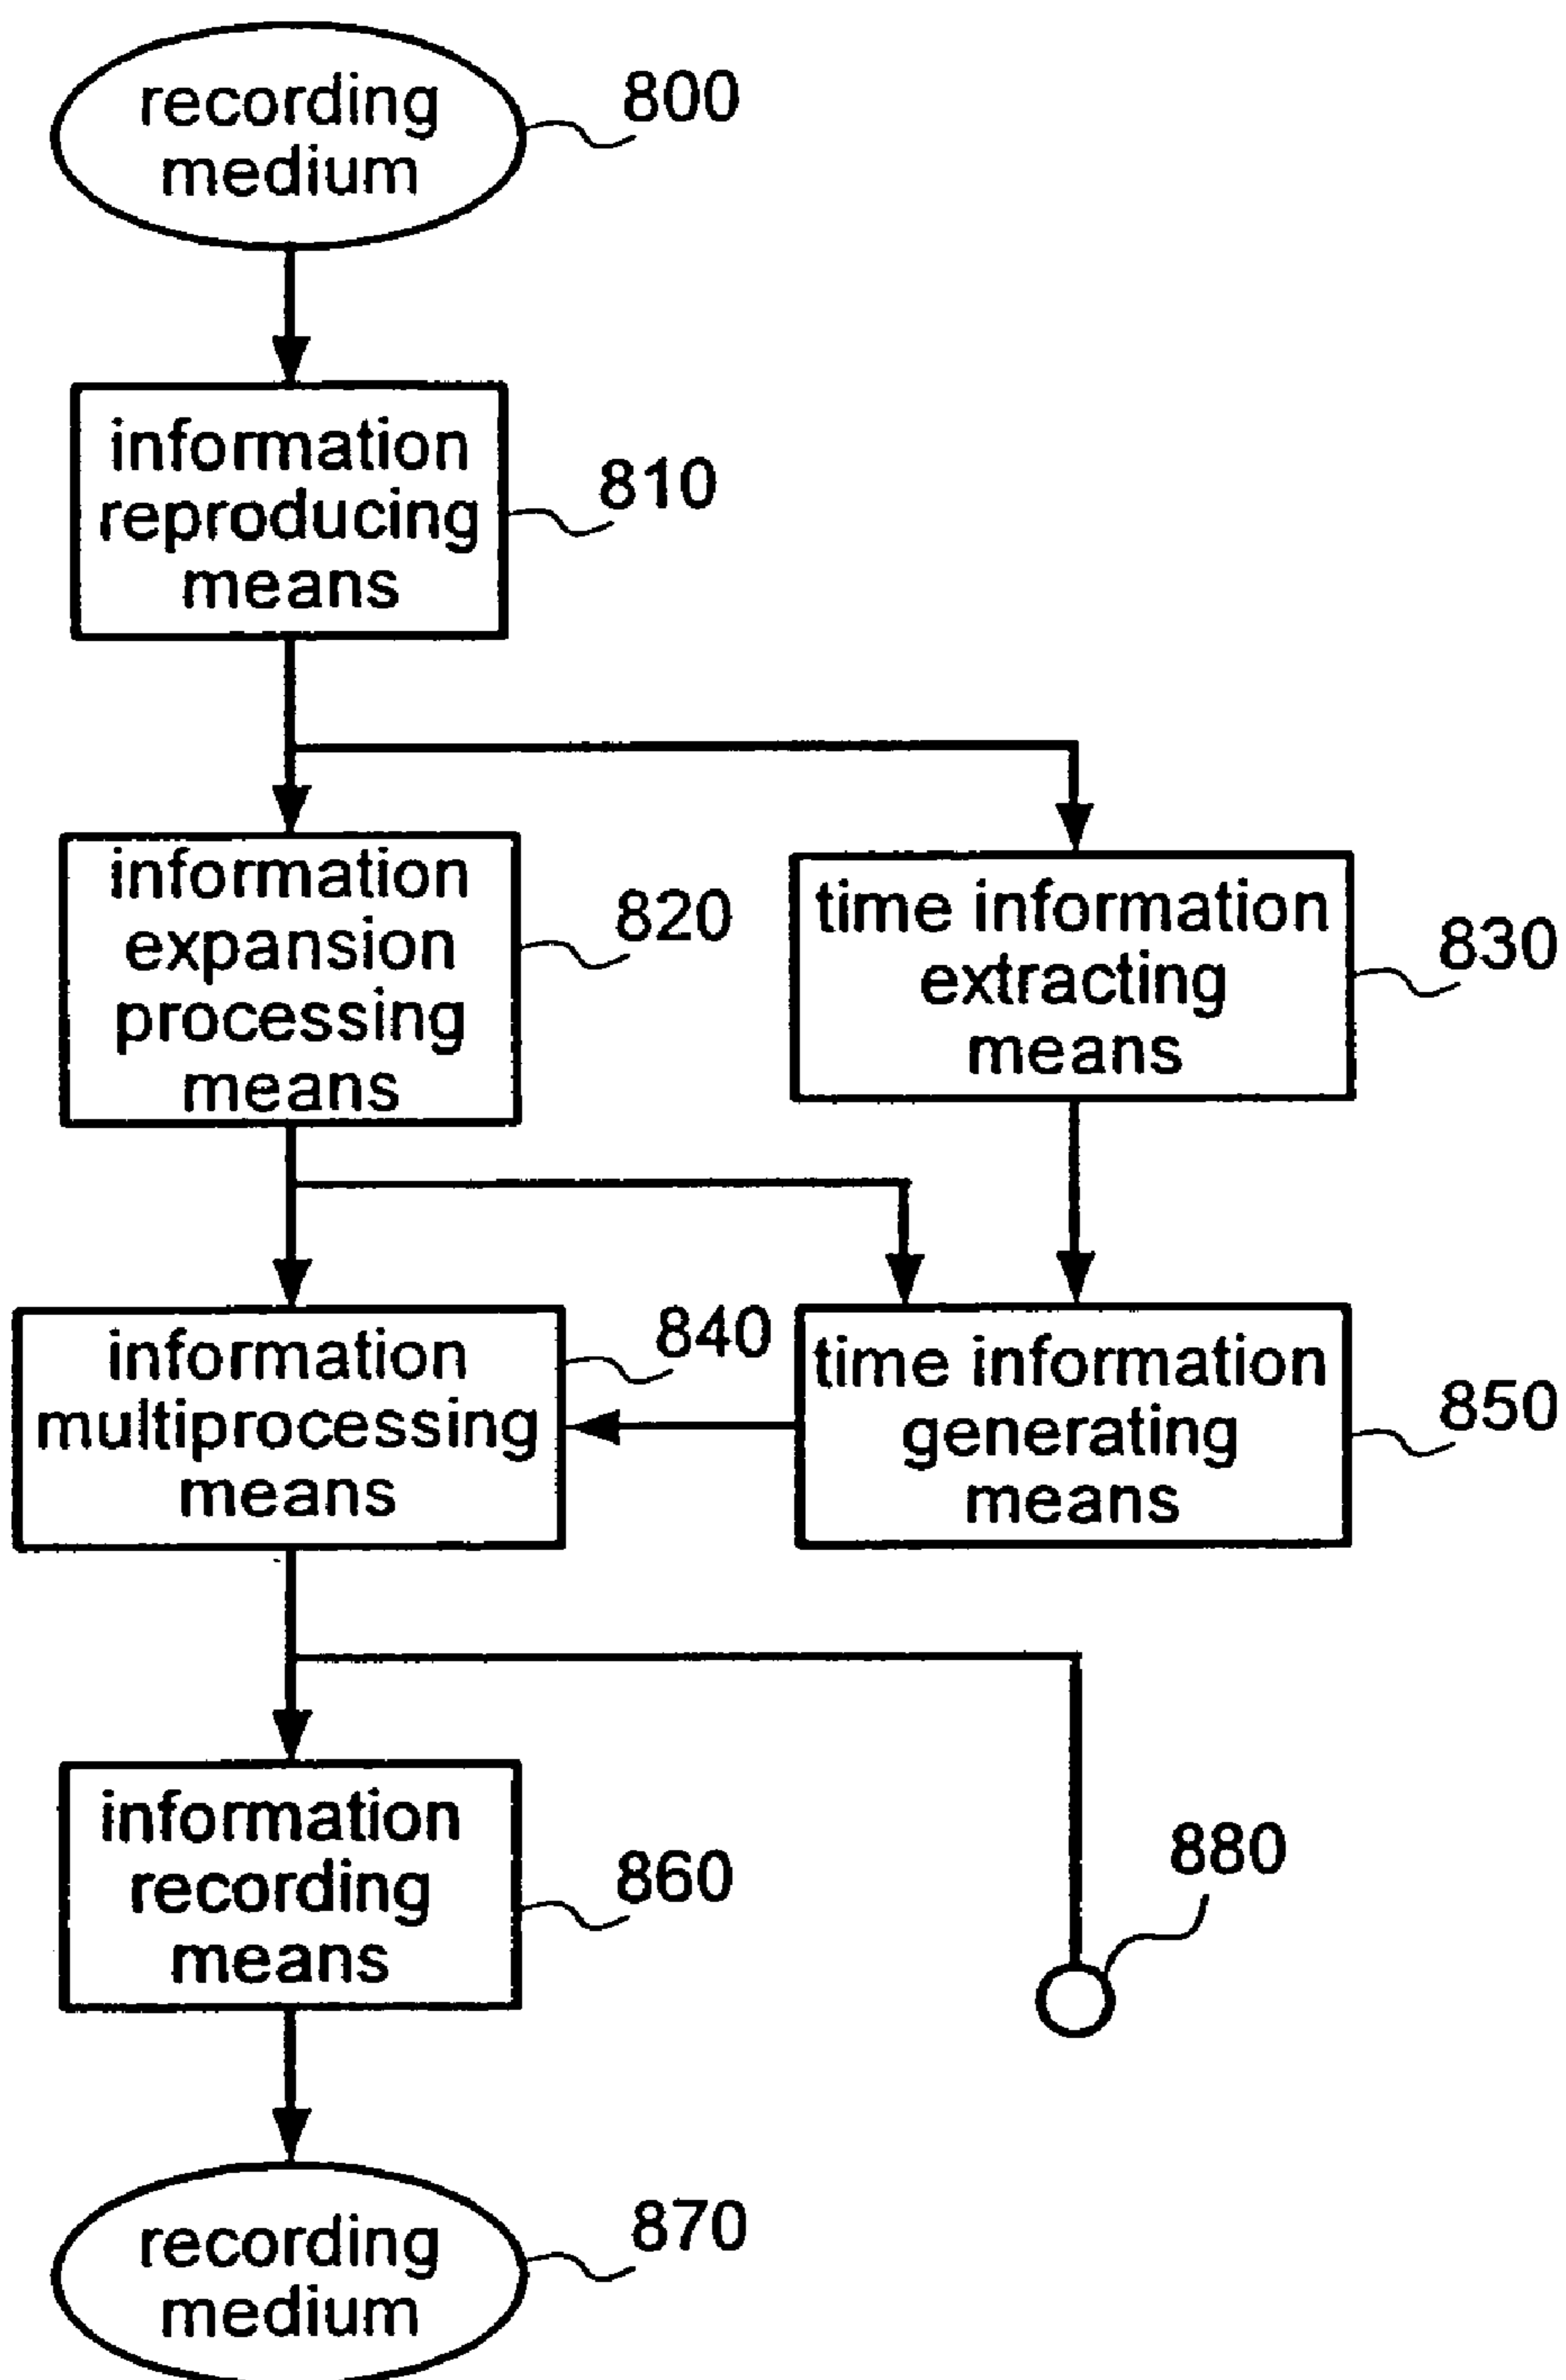 recording
medium
800
information
reproducing
means
810
information
expansion
processing
means
820
time information
extracting
means
830
information
multiprocessing
means
840
time information
generating
means
850
information
recording
means
860
880
recording
medium
870